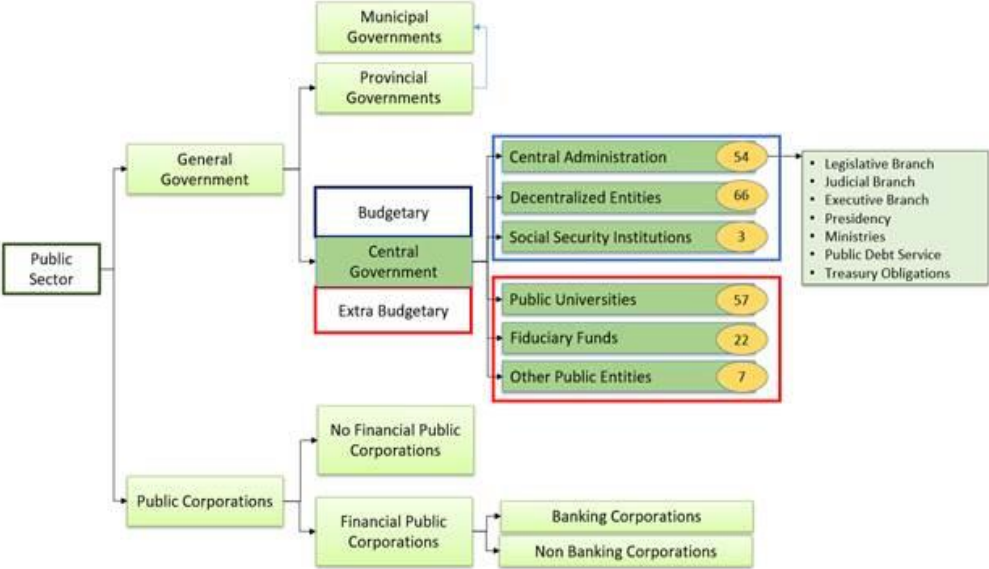 Municipal
Governments
Provincial
Governments
General
Government
Central Administration 54
Decentralized Entities 66
Social Security Institutions 3
• Legislative Branch
• Judicial Branch
• Executive Branch
• Presidency
• Ministries
• Public Debt Service
• Treasury Obligations
Budgetary
Central
Government
Extra Budgetary
Public
Sector
Public Universities 57
Fiduciary Funds 22
Other Public Entities 7
No Financial Public
Corporations
Public Corporations
Financial Public
Corporations
Banking Corporations
Non Banking Corporations